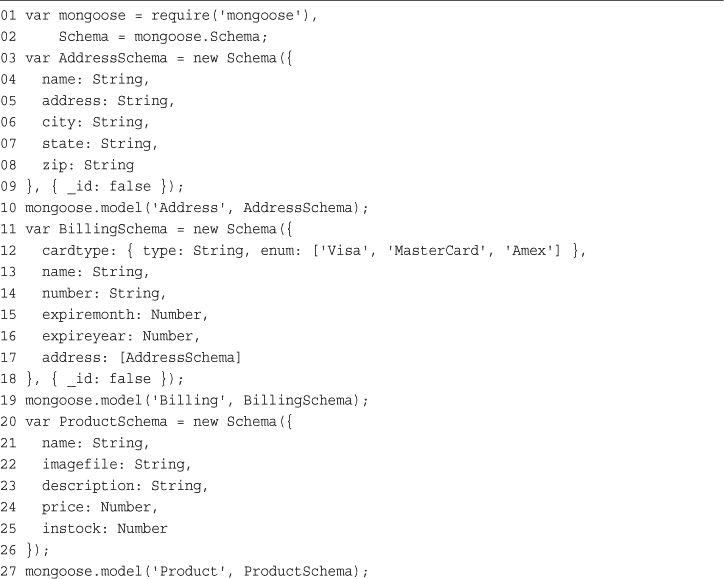 01 var mongoose = require('mongoose'),
02     Schema = mongoose.Schema;
03 var AddressSchema = new Schema({
04   name: String,
05   address: String,
06   city: String,
07   state: String,
08   zip: String
09 }, { _id: false });
10 mongoose.model('Address', AddressSchema);
11 var BillingSchema = new Schema({
12   cardtype: { type: String, enum: ['Visa', 'MasterCard', 'Amex'] },
13   name: String,
14   number: String,
15   expiremonth: Number,
16   expireyear: Number,
17   address: [AddressSchema]
18 }, { _id: false });
19 mongoose.model('Billing', BillingSchema);
20 var ProductSchema = new Schema({
21   name: String,
22   imagefile: String,
23   description: String,
24   price: Number,
25   instock: Number
26 });
27 mongoose.model('Product', ProductSchema);